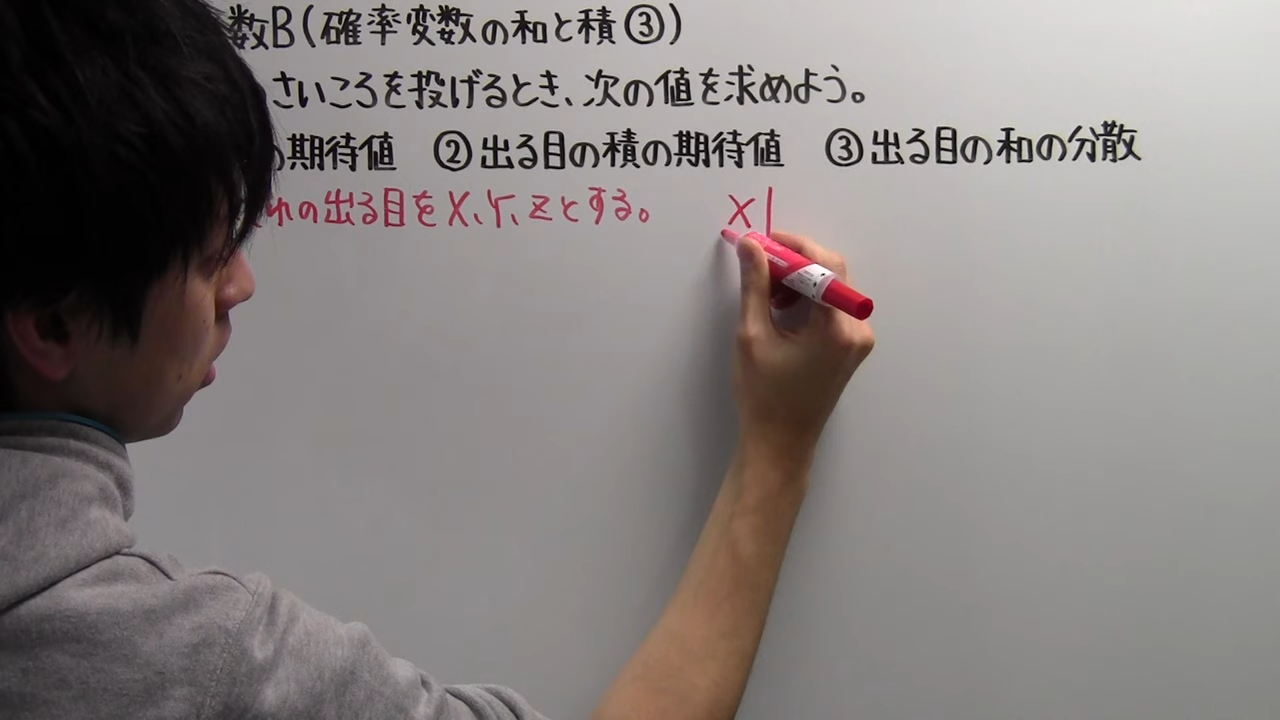 数B(確率変数の和と積③)
さいころを投げるとき、次の値を求めよう。
の期待値 ②出る目の積の期待値 ③出る目の和の分散
れの出る目をX、Y、Zとする。 X